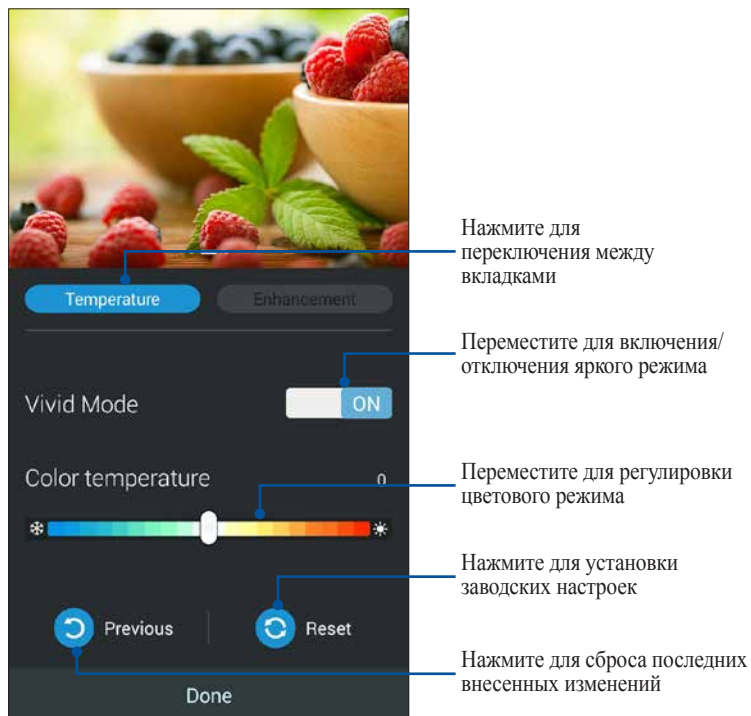 Нажмите для
переключения между
вкладками
Temperature
Enhancement
Переместите для включения/
отключения яркого режима
Vivid Mode
ON
Color temperature
0
Переместите для регулировки
цветового режима
Нажмите для установки
заводских настроек
Previous
Reset
Нажмите для сброса последних
внесенных изменений
Done